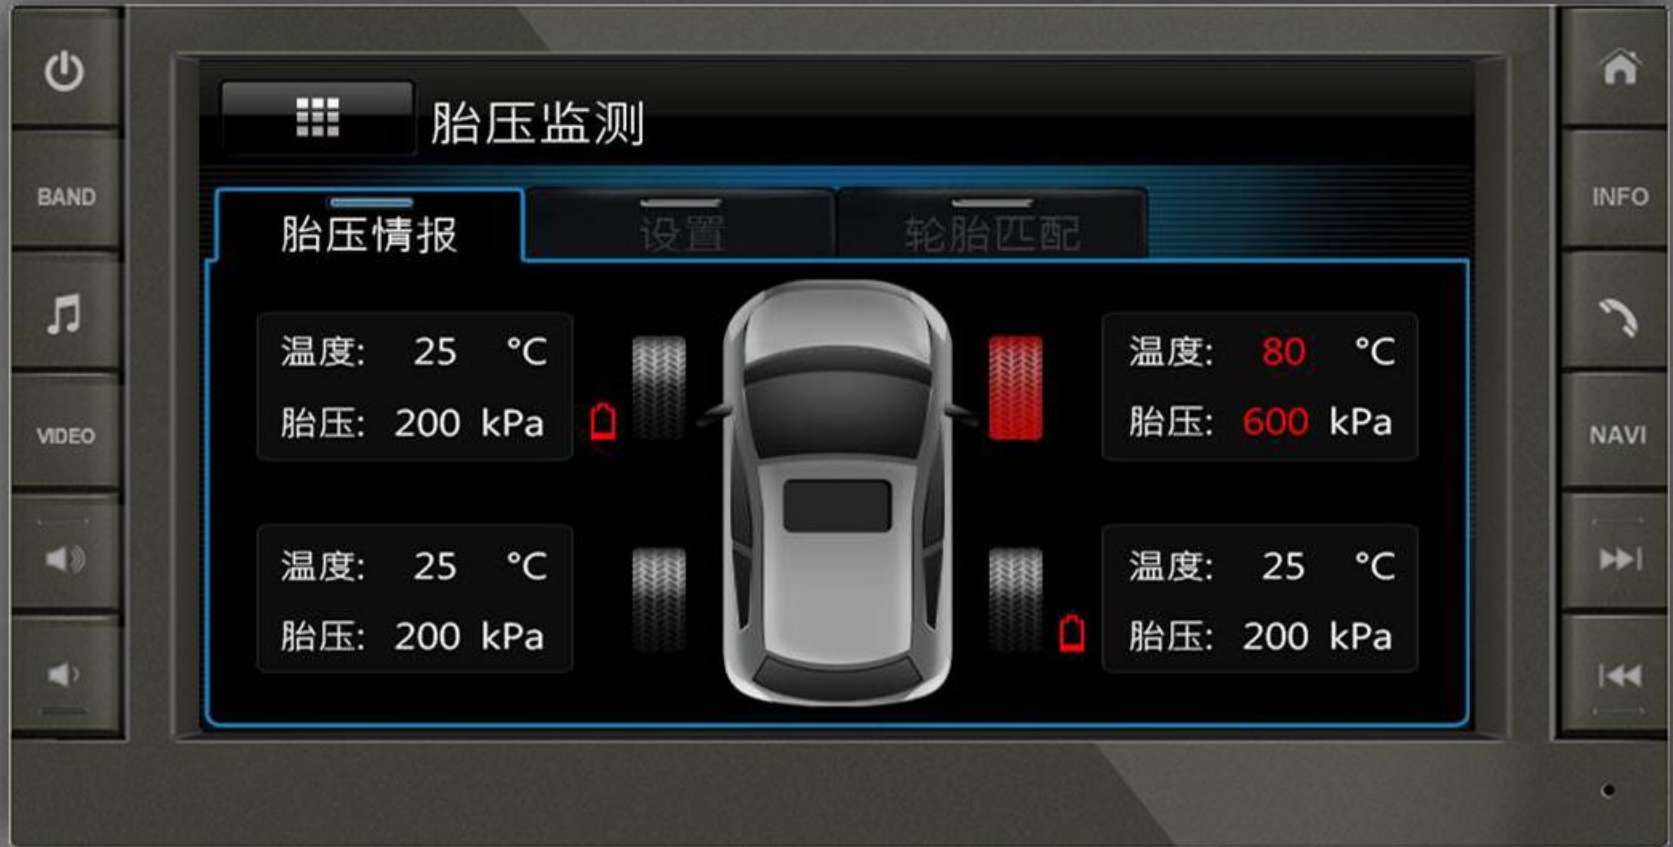 胎压监测
BAND
INFO
胎压情报
设置
轮胎匹配
温度: 25 °C
胎压: 200 kPa
温度: 80 °C
胎压: 600 kPa
VIDEO
NAVI
温度: 25 °C
胎压: 200 kPa
温度: 25 °C
胎压: 200 kPa